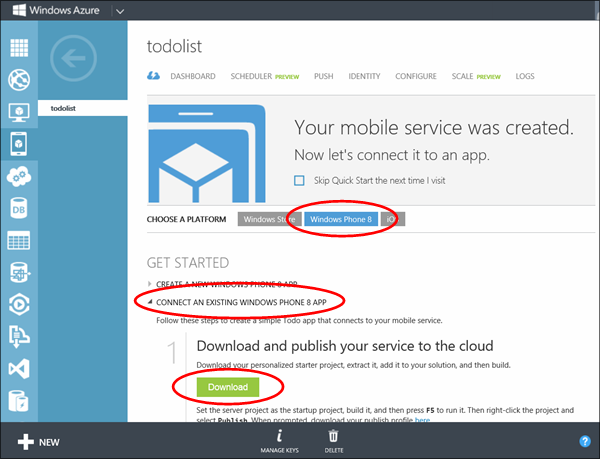 Windows Azure
todolist
todolist
DASHBOARD SCHEDULER PREVIEW PUSH IDENTITY CONFIGURE SCALE PREVIEW LOGS
Your mobile service was created.
Now let's connect it to an app.
Skip Quick Start the next time I visit
CHOOSE A PLATFORM Windows Store Windows Phone 8 iOS
GET STARTED
CREATE A NEW WINDOWS PHONE 8 APP
CONNECT AN EXISTING WINDOWS PHONE 8 APP
Follow these steps to create a simple Todo app that connects to your mobile service.
1 Download and publish your service to the cloud
Download your personalized starter project, extract it, add it to your solution, and then build.
Download
Set the server project as the startup project, build it, and then press F5 to run it. Then right-click the project and
select Publish. When prompted, download your publish profile here.
DB
NEW
MANAGE KEYS
DELETE
?